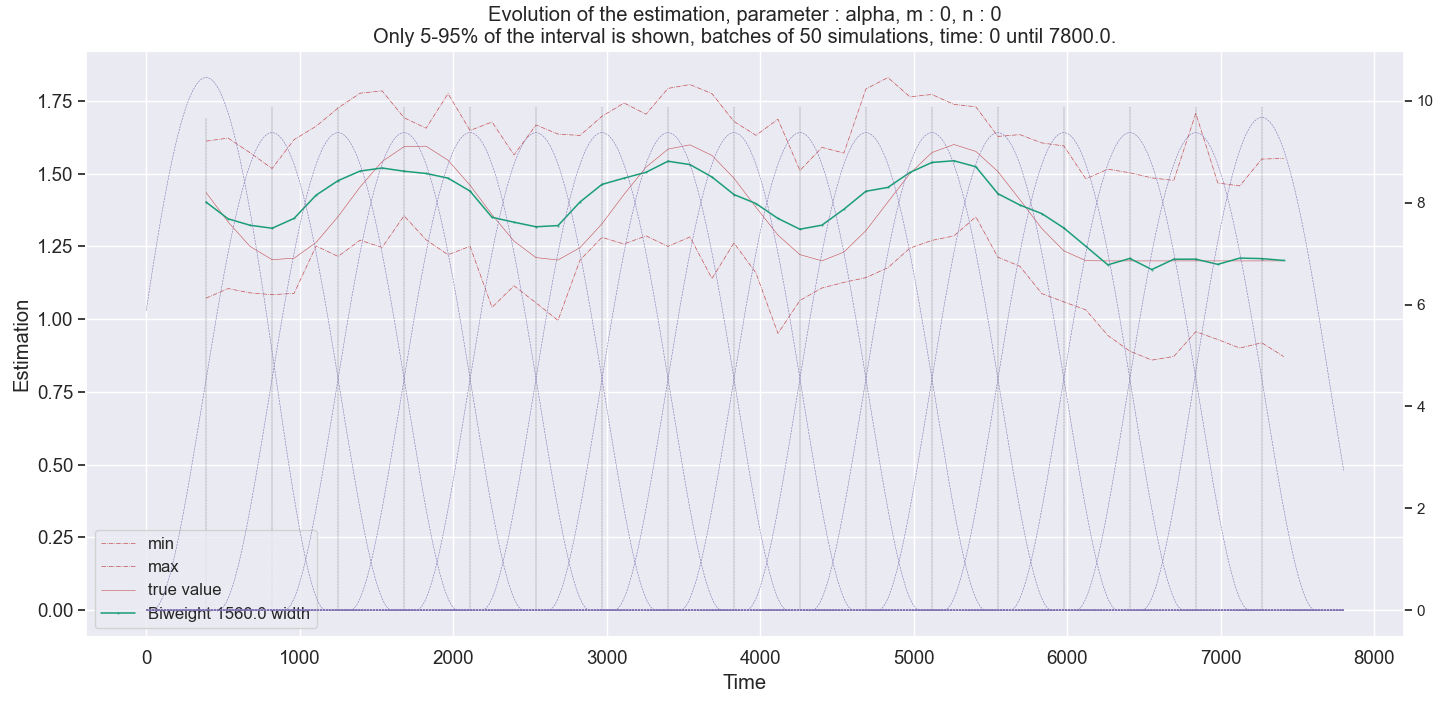 Evolution of the estimation, parameter : alpha, m : 0, n : 0
Only 5-95% of the interval is shown, batches of 50 simulations, time: 0 until 7800.0.
Estimation
1.75
1.50
1.25
1.00
0.75
0.50
0.25
0.00
10
8
6
4
2
0
min
max
true value
Biweight 1560.0 width
0 1000 2000 3000 4000 5000 6000 7000 8000
Time